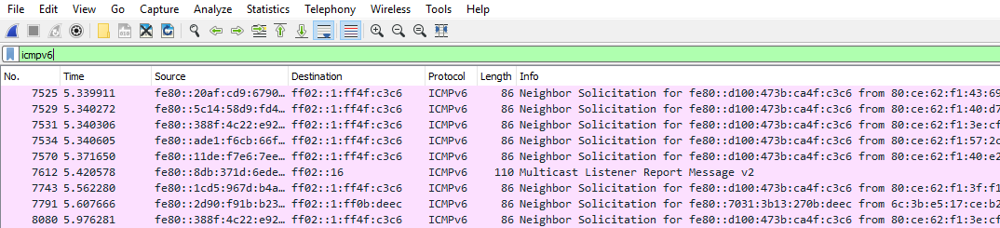 File Edit View Go Capture Analyze Statistics Telephony Wireless Tools Help
icmpv6
No. Time Source Destination Protocol Length Info
7525 5.339911 fe80::20af:cd9:6790… ff02::1:ff4f:c3c6 ICMPv6 86 Neighbor Solicitation for fe80::d100:473b:ca4f:c3c6 from 80:ce:62:f1:43:69
7529 5.340272 fe80::5c14:58d9:fd4… ff02::1:ff4f:c3c6 ICMPv6 86 Neighbor Solicitation for fe80::d100:473b:ca4f:c3c6 from 80:ce:62:f1:40:d7
7531 5.340306 fe80::388f:4c22:e92… ff02::1:ff4f:c3c6 ICMPv6 86 Neighbor Solicitation for fe80::d100:473b:ca4f:c3c6 from 80:ce:62:f1:3e:cf
7534 5.340605 fe80::ade1:f6cb:66f… ff02::1:ff4f:c3c6 ICMPv6 86 Neighbor Solicitation for fe80::d100:473b:ca4f:c3c6 from 80:ce:62:f1:57:2c
7570 5.371650 fe80::11de:f7e6:7ee… ff02::1:ff4f:c3c6 ICMPv6 86 Neighbor Solicitation for fe80::d100:473b:ca4f:c3c6 from 80:ce:62:f1:40:e2
7612 5.420578 fe80::8db:371d:6ede… ff02::16 ICMPv6 110 Multicast Listener Report Message v2
7743 5.562280 fe80::1cd5:967d:b4a… ff02::1:ff4f:c3c6 ICMPv6 86 Neighbor Solicitation for fe80::d100:473b:ca4f:c3c6 from 80:ce:62:f1:3f:f1
7791 5.607666 fe80::2d90:f91b:b23… ff02::1:ff0b:deec ICMPv6 86 Neighbor Solicitation for fe80::7031:3b13:270b:deec from 6c:3b:e5:17:ce:b2
8080 5.976281 fe80::388f:4c22:e92… ff02::1:ff4f:c3c6 ICMPv6 86 Neighbor Solicitation for fe80::d100:473b:ca4f:c3c6 from 80:ce:62:f1:3e:cf